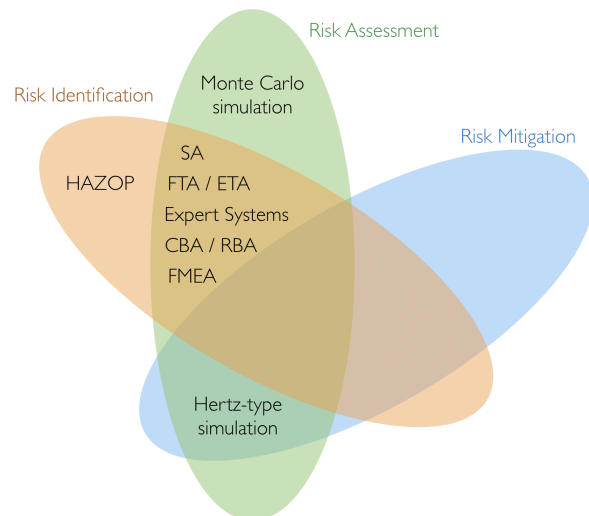 Risk Assessment
Monte Carlo
simulation
Risk Identification
Risk Mitigation
SA
HAZOP
FTA / ETA
Expert Systems
CBA / RBA
FMEA
Hertz-type
simulation